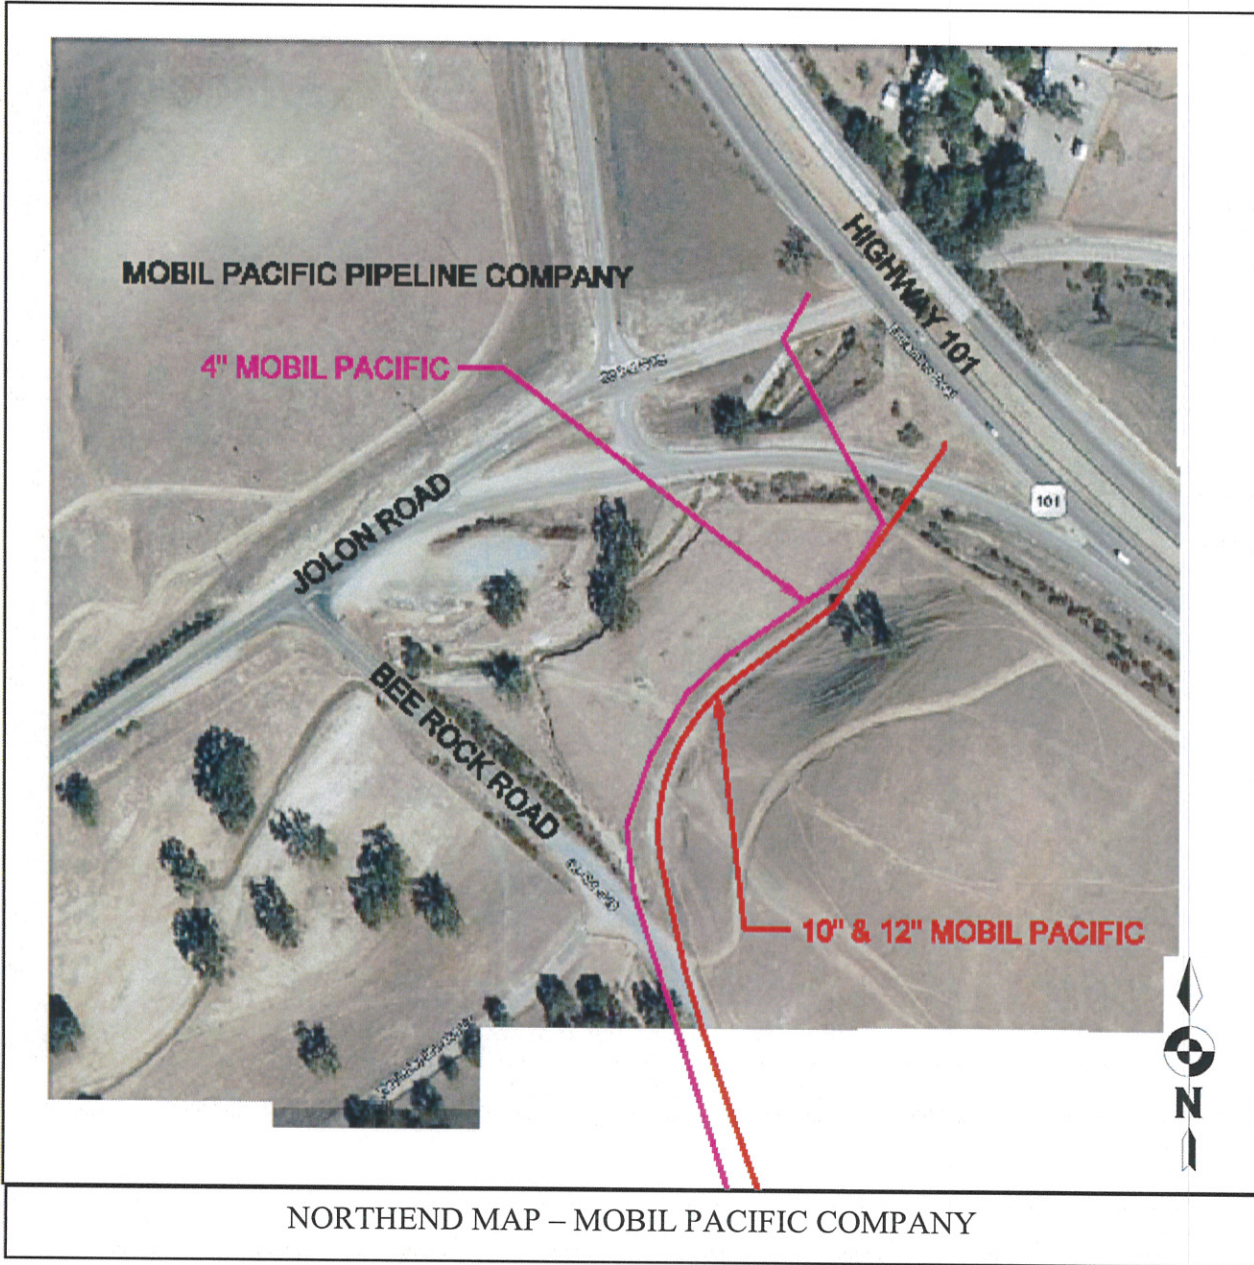 HIGHWAY 101
MOBIL PACIFIC PIPELINE COMPANY
4" MOBIL PACIFIC
JOLON ROAD
101
BEE ROCK ROAD
10" & 12" MOBIL PACIFIC
N
NORTHEND MAP – MOBIL PACIFIC COMPANY